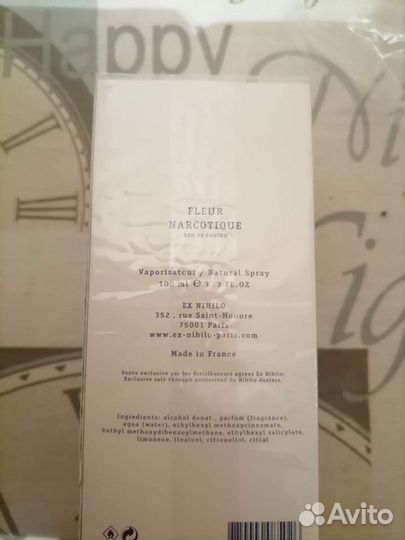 Happy
FLEUR
NARCOTIQUE
EAU DE PARFUM
Vaporisateur / Natural Spray
100 ml ℮ 3.3 FL.OZ
EX NIHILO
352, rue Saint-Honore
75001 Paris
www.ex-nihilo-paris.com
Made in France
Vente exclusive par les distributeurs agrees Ex Nihilo.
Exclusive sale through authorized Ex Nihilo dealers.
Ingredients: alcohol denat., parfum (fragrance),
aqua (water), ethylhexyl methoxycinnamate,
buthyl methoxydibenzoylmethane, ethylhexyl salicylate,
limonene, linalool, citronellol, citral
Avito